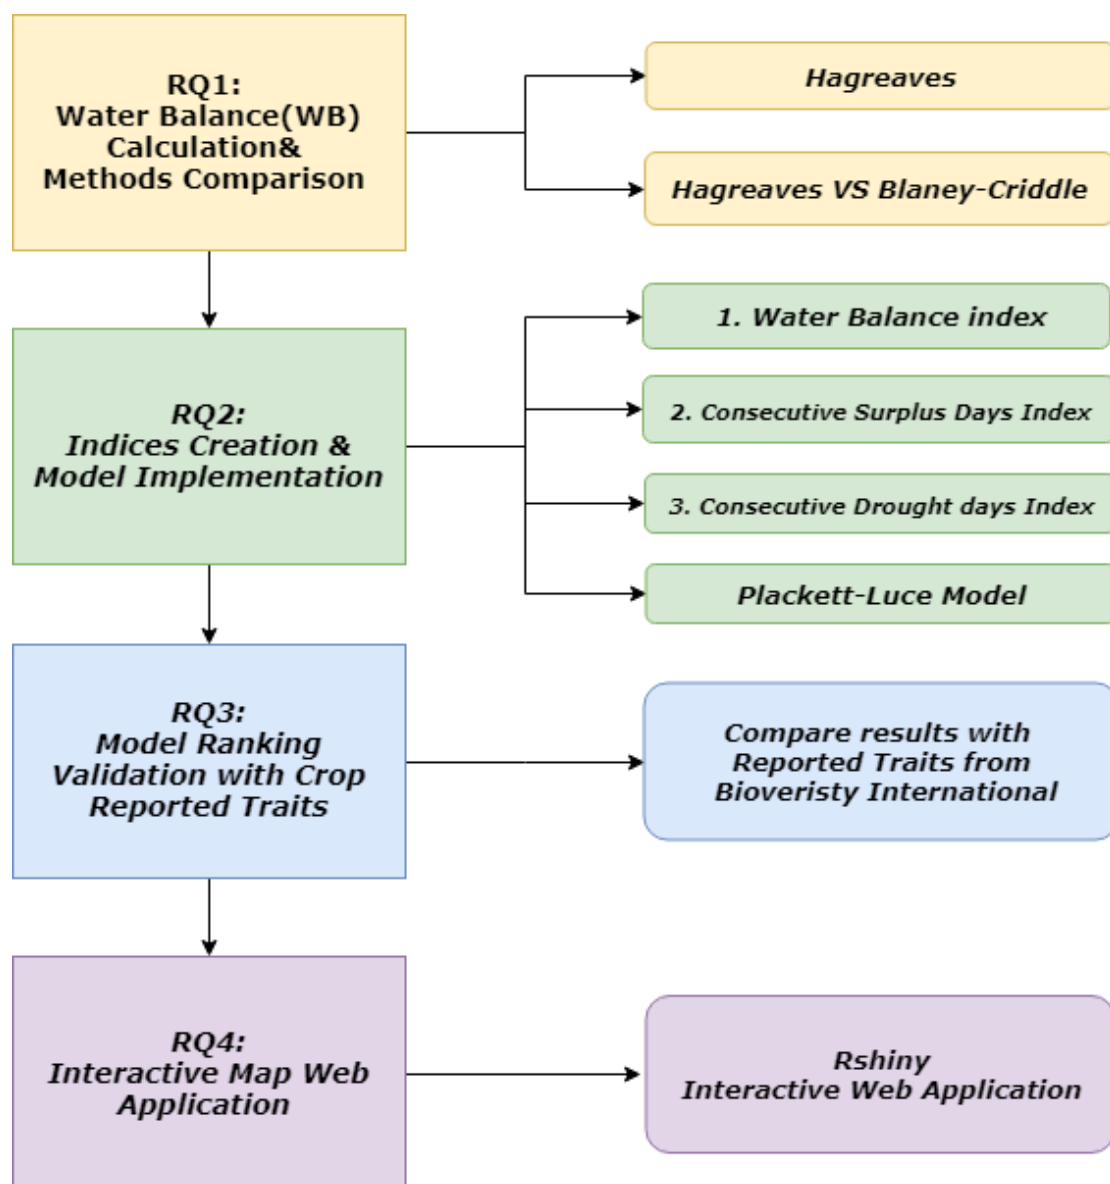 RQ1:
Water Balance(WB)
Calculation&
Methods Comparison
Hagreaves
Hagreaves VS Blaney-Criddle
RQ2:
Indices Creation &
Model Implementation
1. Water Balance index
2. Consecutive Surplus Days Index
3. Consecutive Drought days Index
Plackett-Luce Model
RQ3:
Model Ranking
Validation with Crop
Reported Traits
Compare results with
Reported Traits from
Bioveristy International
RQ4:
Interactive Map Web
Application
Rshiny
Interactive Web Application